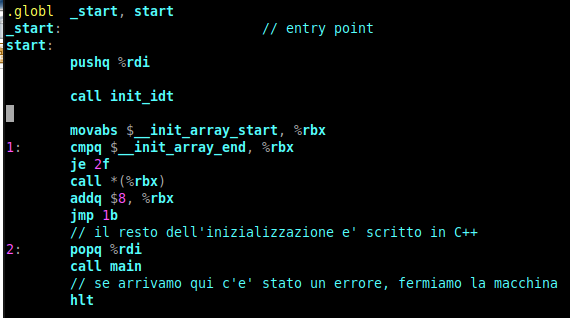 .globl  _start, start
_start:                         // entry point
start:
        pushq %rdi

        call init_idt

        movabs $__init_array_start, %rbx
1:      cmpq $__init_array_end, %rbx
        je 2f
        call *(%rbx)
        addq $8, %rbx
        jmp 1b
        // il resto dell'inizializzazione e' scritto in C++
2:      popq %rdi
        call main
        // se arrivamo qui c'e' stato un errore, fermiamo la macchina
        hlt